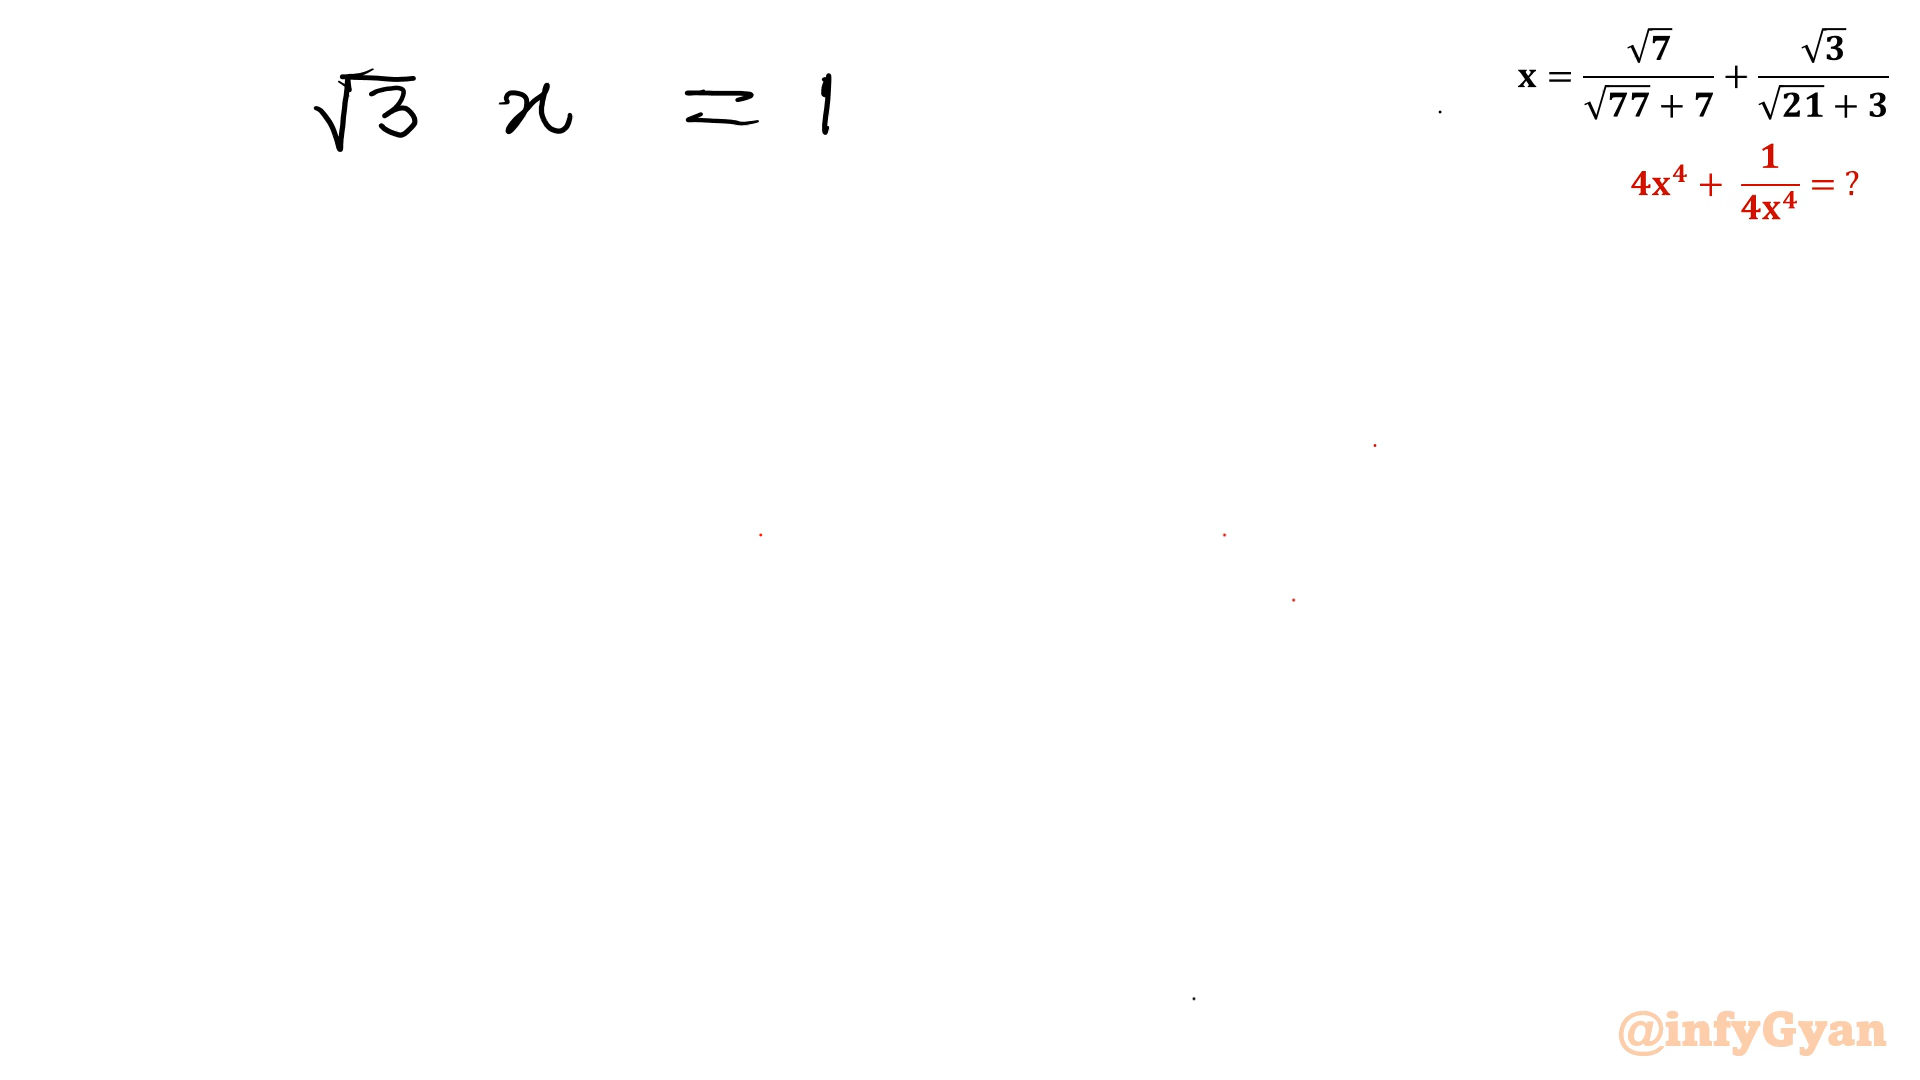 √3 x = 1
x = √7/(√77 + 7) + √3/(√21 + 3)
4x⁴ + 1/(4x⁴) = ?
@infyGyan